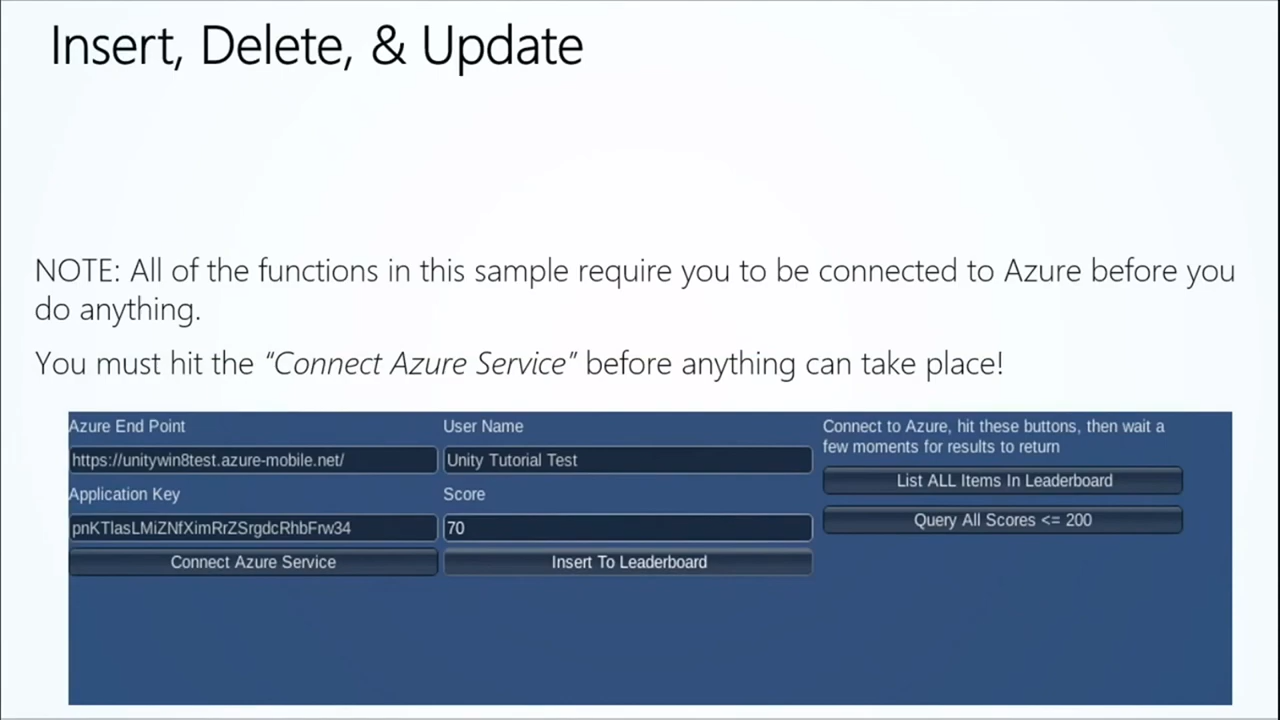 Insert, Delete, & Update
NOTE: All of the functions in this sample require you to be connected to Azure before you
do anything.
You must hit the “Connect Azure Service” before anything can take place!
Azure End Point
https://unitywin8test.azure-mobile.net/
Application Key
pnKTlasLMiZNfXimRrZSrgdcRhbFrw34
Connect Azure Service
User Name
Unity Tutorial Test
Score
70
Insert To Leaderboard
Connect to Azure, hit these buttons, then wait a
few moments for results to return
List ALL Items In Leaderboard
Query All Scores <= 200